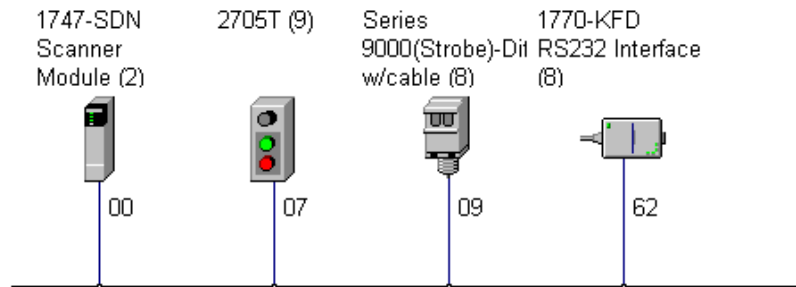 1747-SDN
Scanner
Module (2)
2705T (9)
Series
9000(Strobe)-Dif
w/cable (8)
1770-KFD
RS232 Interface
(8)
00
07
09
62